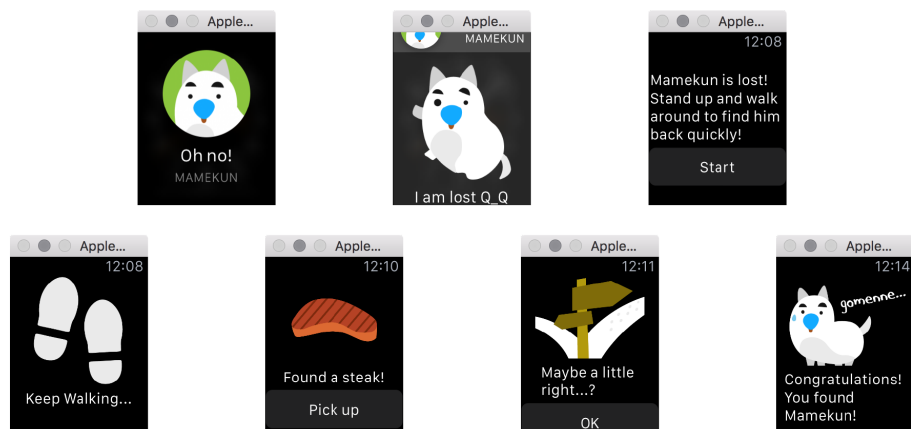 Apple...
Oh no!
MAMEKUN
Apple...
MAMEKUN
I am lost Q_Q
Apple...
12:08
Mamekun is lost!
Stand up and walk
around to find him
back quickly!
Start
Apple...
12:08
Keep Walking...
Apple...
12:10
Found a steak!
Pick up
Apple...
12:11
Maybe a little
right...?
OK
Apple...
12:14
gomenne...
Congratulations!
You found
Mamekun!